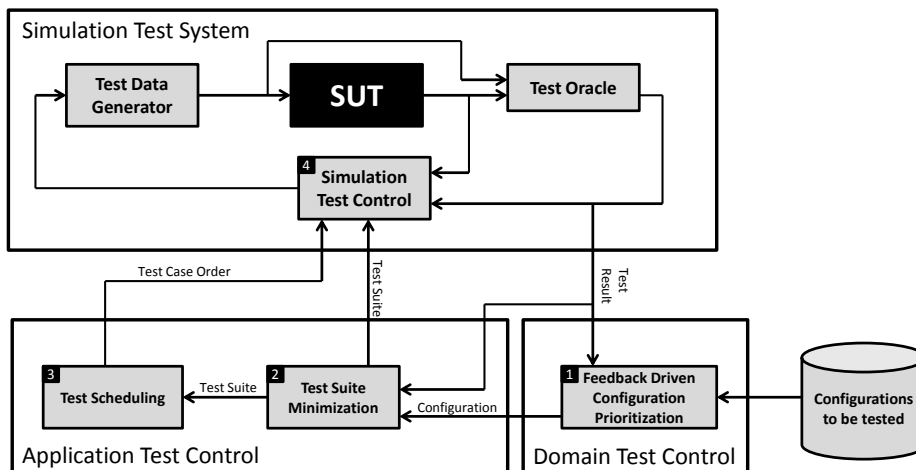 Simulation Test System
Test Data
Generator
SUT
Test Oracle
4
Simulation
Test Control
Test Case Order
Test Suite
Test
Result
3
Test Scheduling
Test Suite
2
Test Suite
Minimization
Configuration
1
Feedback Driven
Configuration
Prioritization
Configurations
to be tested
Application Test Control
Domain Test Control